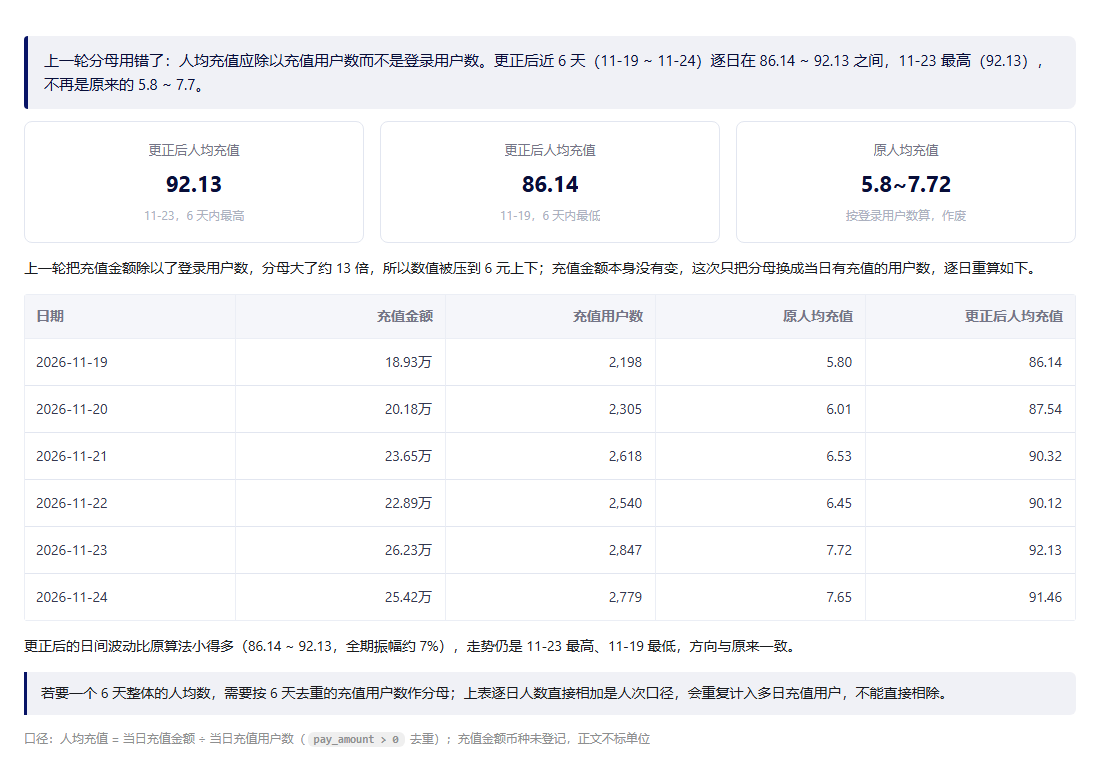 上一轮分母用错了：人均充值应除以充值用户数而不是登录用户数。更正后近 6 天（11-19 ~ 11-24）逐日在 86.14 ~ 92.13 之间，11-23 最高（92.13），
不再是原来的 5.8 ~ 7.7。
更正后人均充值
92.13
11-23，6 天内最高
更正后人均充值
86.14
11-19，6 天内最低
原人均充值
5.8~7.72
按登录用户数算，作废
上一轮把充值金额除以了登录用户数，分母大了约 13 倍，所以数值被压到 6 元上下；充值金额本身没有变，这次只把分母换成当日有充值的用户数，逐日重算如下。
日期 充值金额 充值用户数 原人均充值 更正后人均充值
2026-11-19 18.93万 2,198 5.80 86.14
2026-11-20 20.18万 2,305 6.01 87.54
2026-11-21 23.65万 2,618 6.53 90.32
2026-11-22 22.89万 2,540 6.45 90.12
2026-11-23 26.23万 2,847 7.72 92.13
2026-11-24 25.42万 2,779 7.65 91.46
更正后的日间波动比原算法小得多（86.14 ~ 92.13，全期振幅约 7%），走势仍是 11-23 最高、11-19 最低，方向与原来一致。
若要一个 6 天整体的人均数，需要按 6 天去重的充值用户数作分母；上表逐日人数直接相加是人次口径，会重复计入多日充值用户，不能直接相除。
口径：人均充值 = 当日充值金额 ÷ 当日充值用户数（ pay_amount > 0 去重）；充值金额币种未登记，正文不标单位